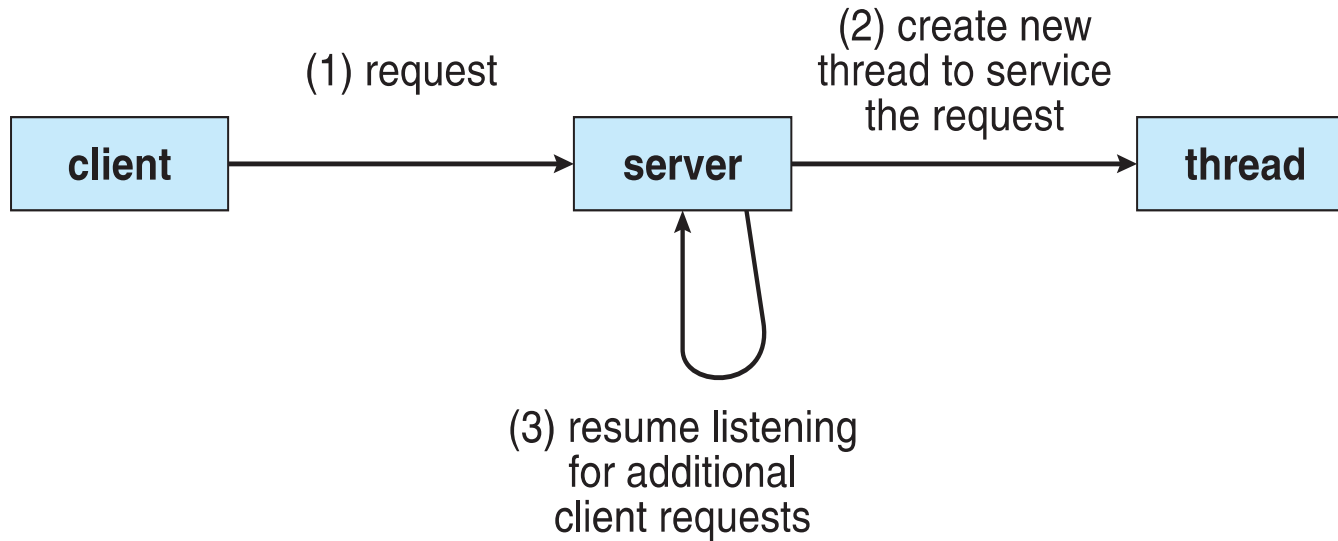 (1) request
(2) create new
thread to service
the request
client
server
thread
(3) resume listening
for additional
client requests